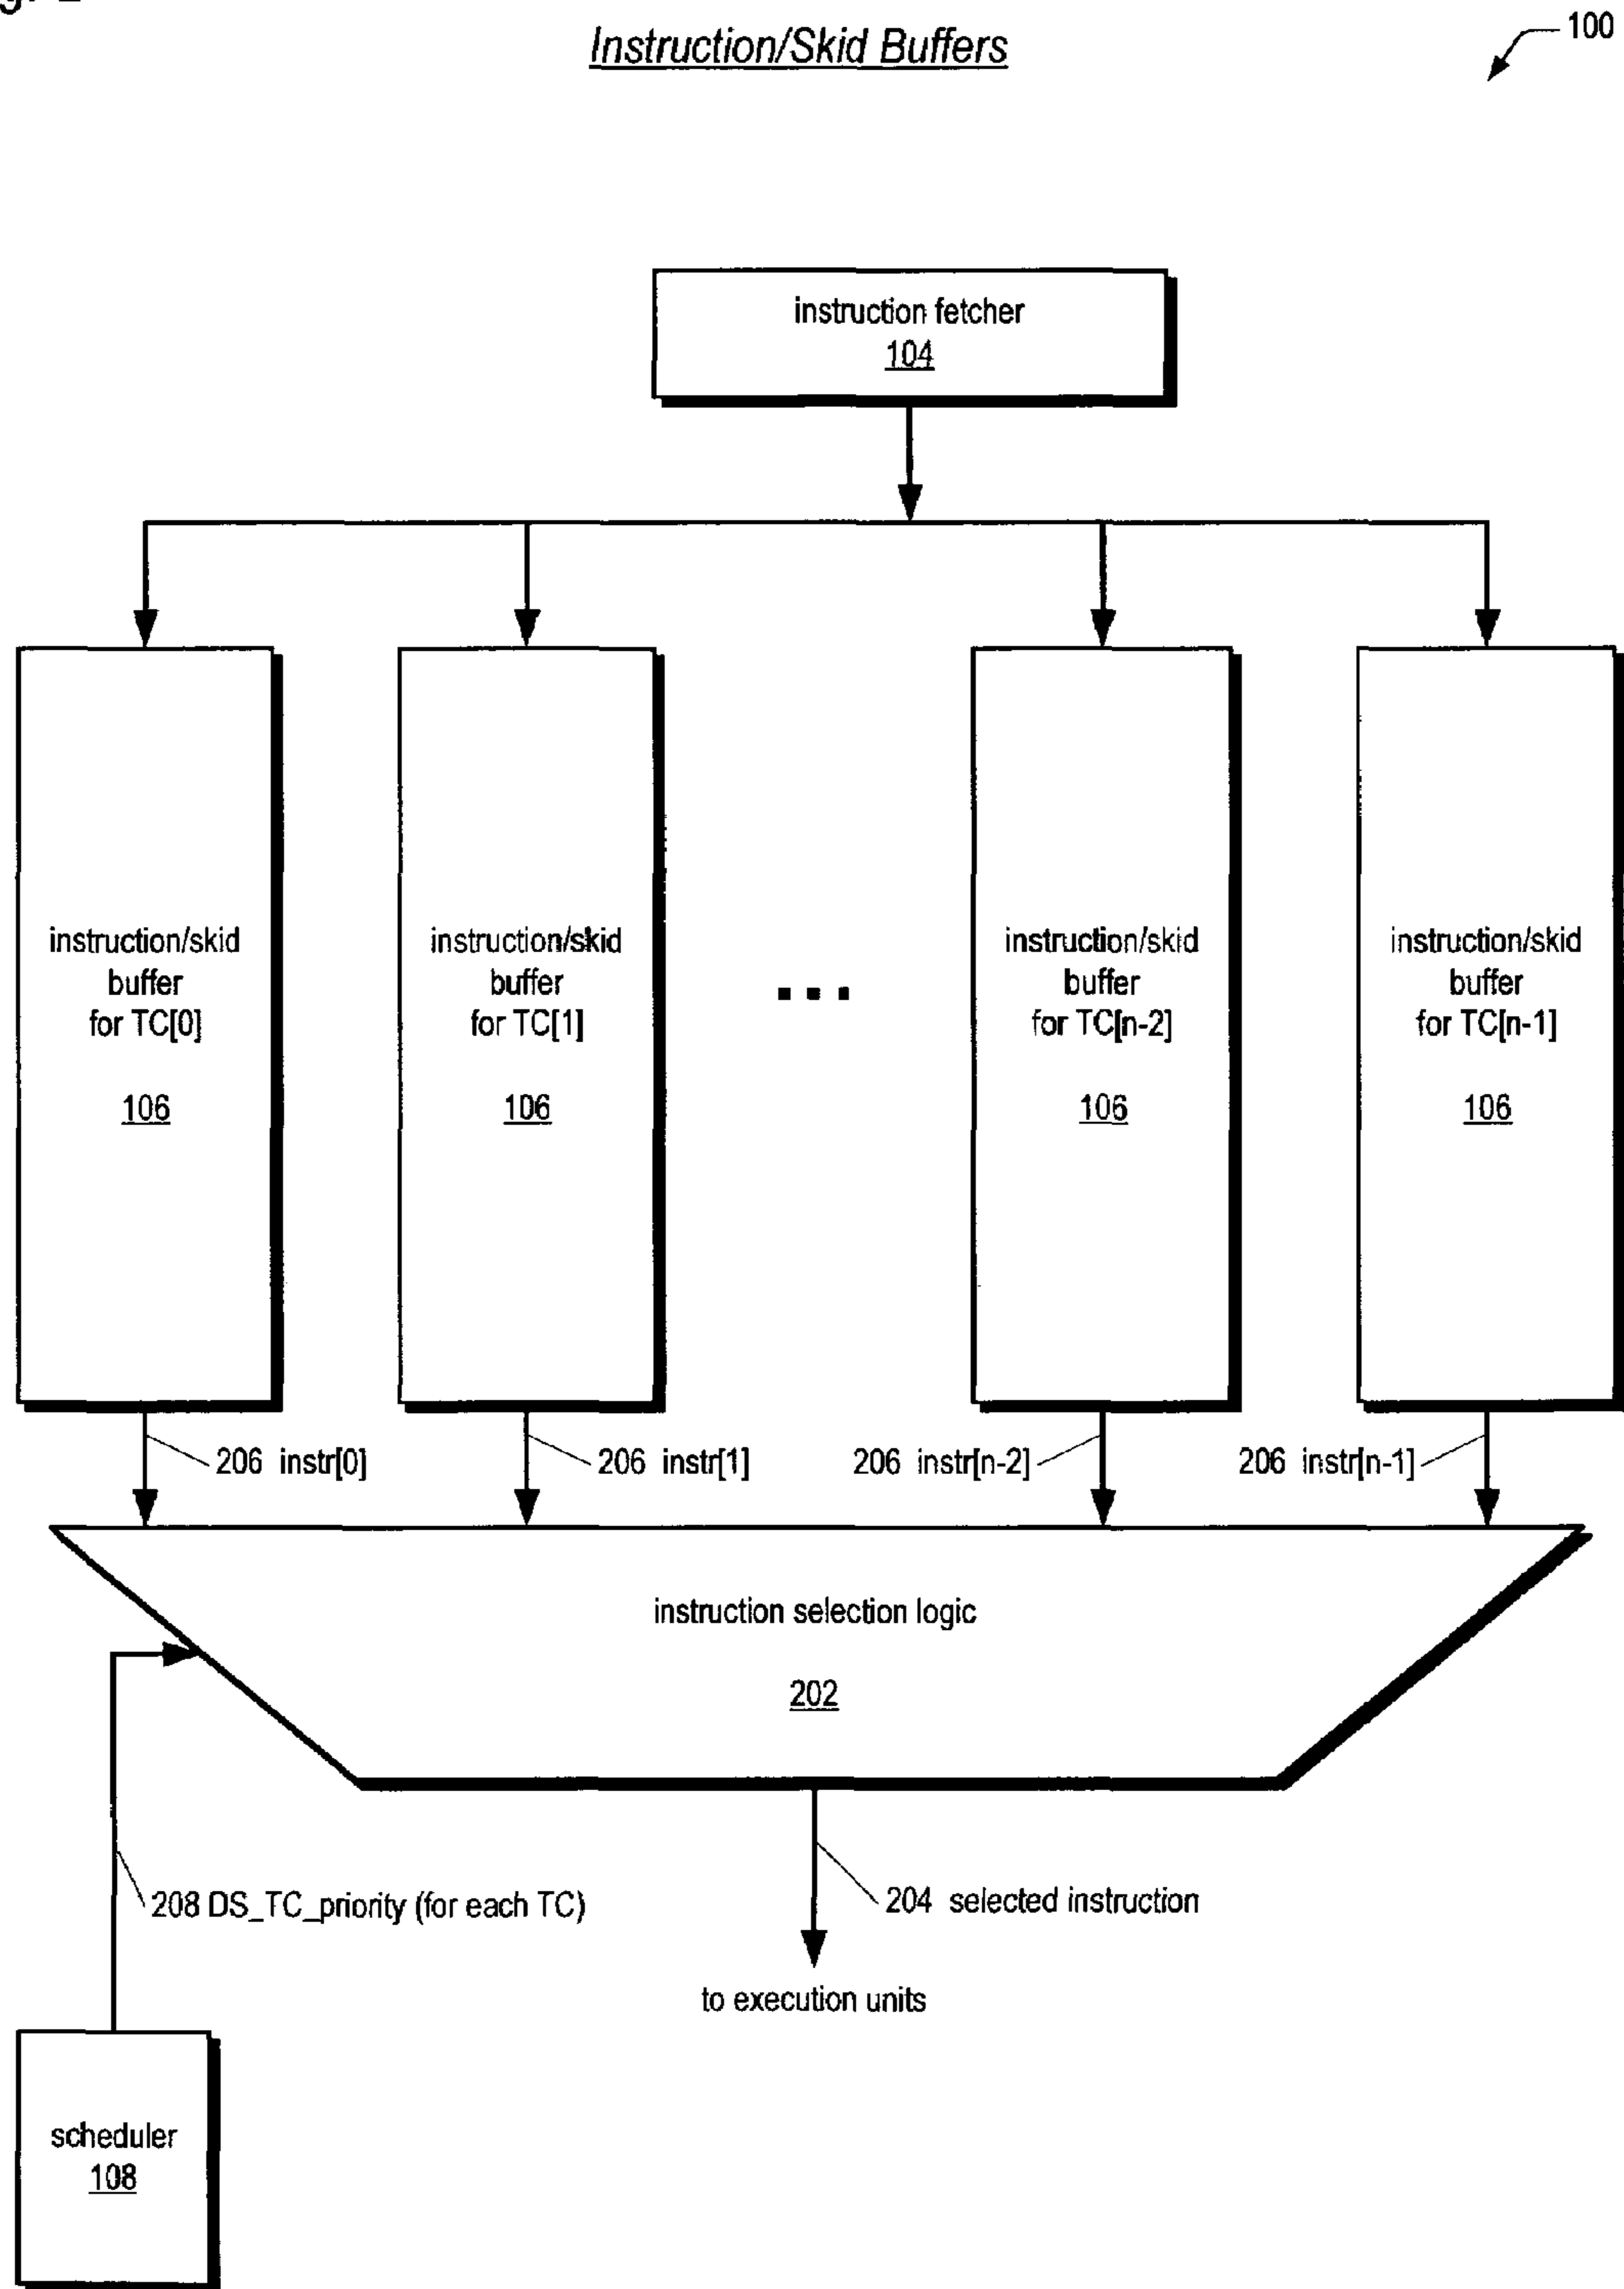 Instruction/Skid Buffers
100
instruction fetcher
104
instruction/skid
buffer
for TC[0]
106
instruction/skid
buffer
for TC[1]
106
...
instruction/skid
buffer
for TC[n-2]
106
instruction/skid
buffer
for TC[n-1]
106
206 instr[0]
206 instr[1]
206 instr[n-2]
206 instr[n-1]
instruction selection logic
202
208 DS_TC_priority (for each TC)
204 selected instruction
to execution units
scheduler
108